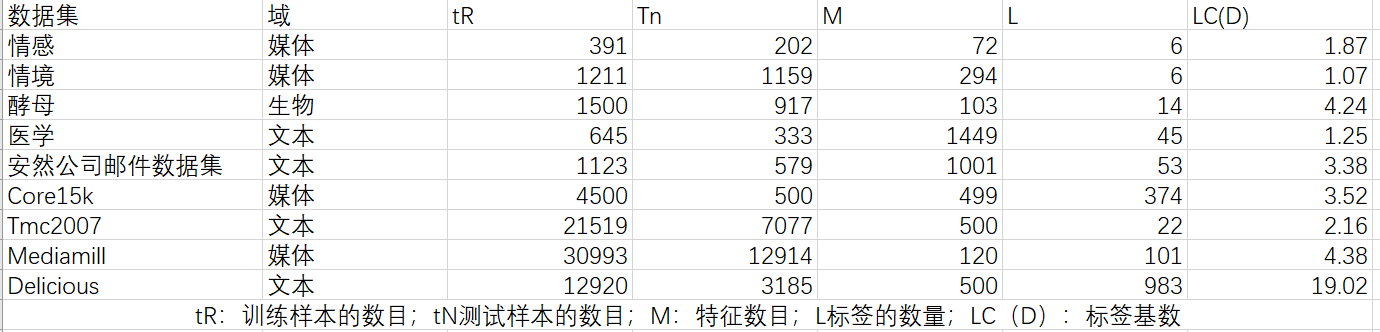 数据集 域 tR Tn M L LC(D)
情感 媒体 391 202 72 6 1.87
情境 媒体 1211 1159 294 6 1.07
酵母 生物 1500 917 103 14 4.24
医学 文本 645 333 1449 45 1.25
安然公司邮件数据集 文本 1123 579 1001 53 3.38
Core15k 媒体 4500 500 499 374 3.52
Tmc2007 文本 21519 7077 500 22 2.16
Mediamill 媒体 30993 12914 120 101 4.38
Delicious 文本 12920 3185 500 983 19.02
tR：训练样本的数目；tN测试样本的数目；M：特征数目；L标签的数量；LC（D）：标签基数